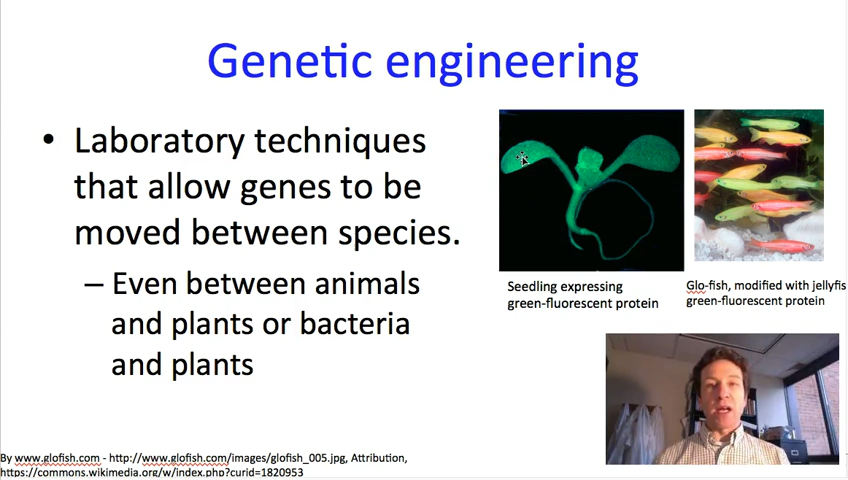 Genetic engineering
• Laboratory techniques
that allow genes to be
moved between species.
– Even between animals
and plants or bacteria
and plants
Seedling expressing
green-fluorescent protein
Glo-fish, modified with jellyfis
green-fluorescent protein
By www.glofish.com - http://www.glofish.com/images/glofish_005.jpg, Attribution,
https://commons.wikimedia.org/w/index.php?curid=1820953